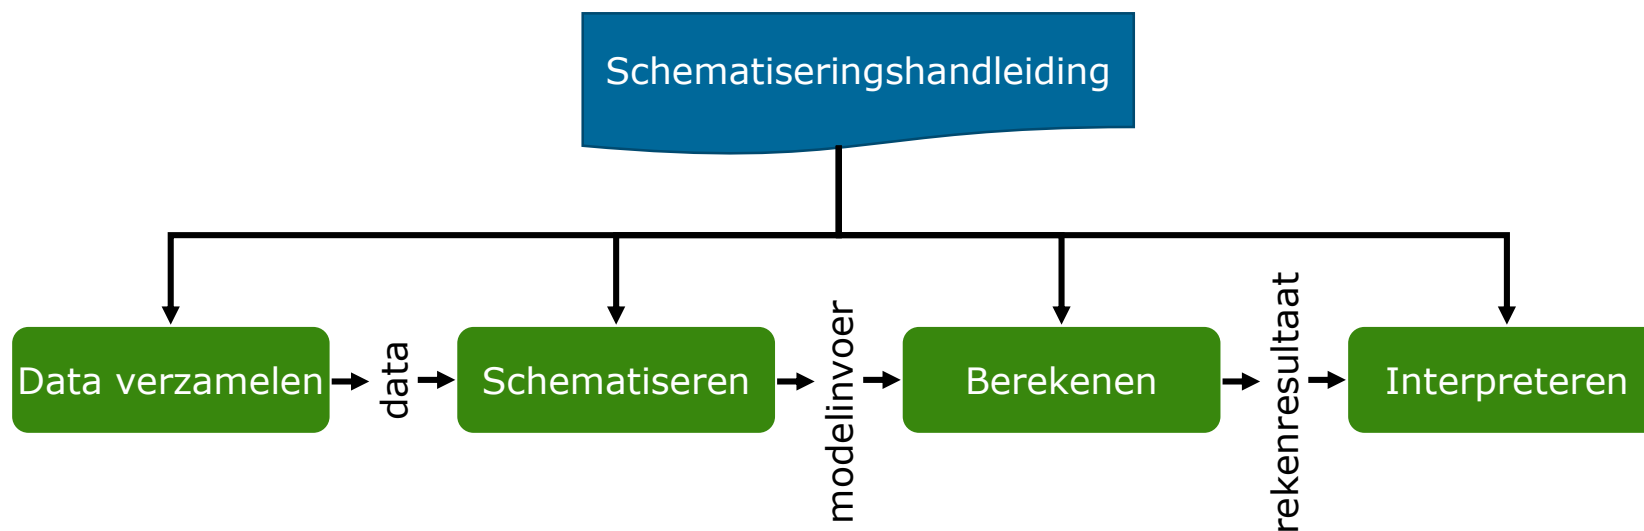 Schematiseringshandleiding
Data verzamelen
data
Schematiseren
modelinvoer
Berekenen
rekenresultaat
Interpreteren